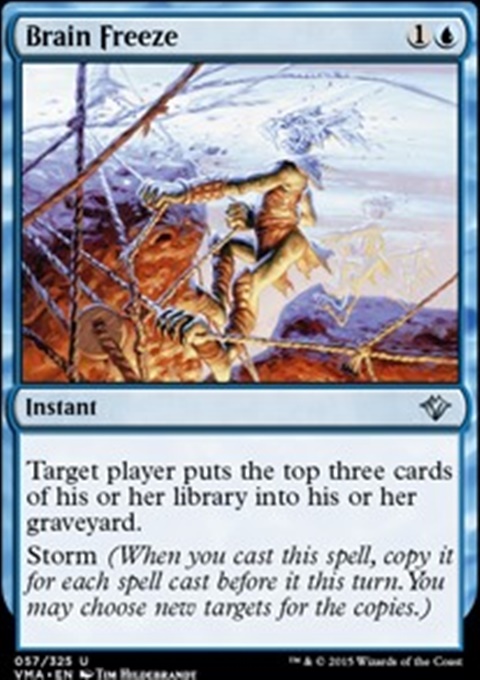 Brain Freeze 1
Instant
Target player puts the top three cards
of his or her library into his or her
graveyard.
Storm (When you cast this spell, copy it
for each spell cast before it this turn. You
may choose new targets for the copies.)
057/325 U
VMA • EN Tim Hildebrandt
™ & © 2015 Wizards of the Coast